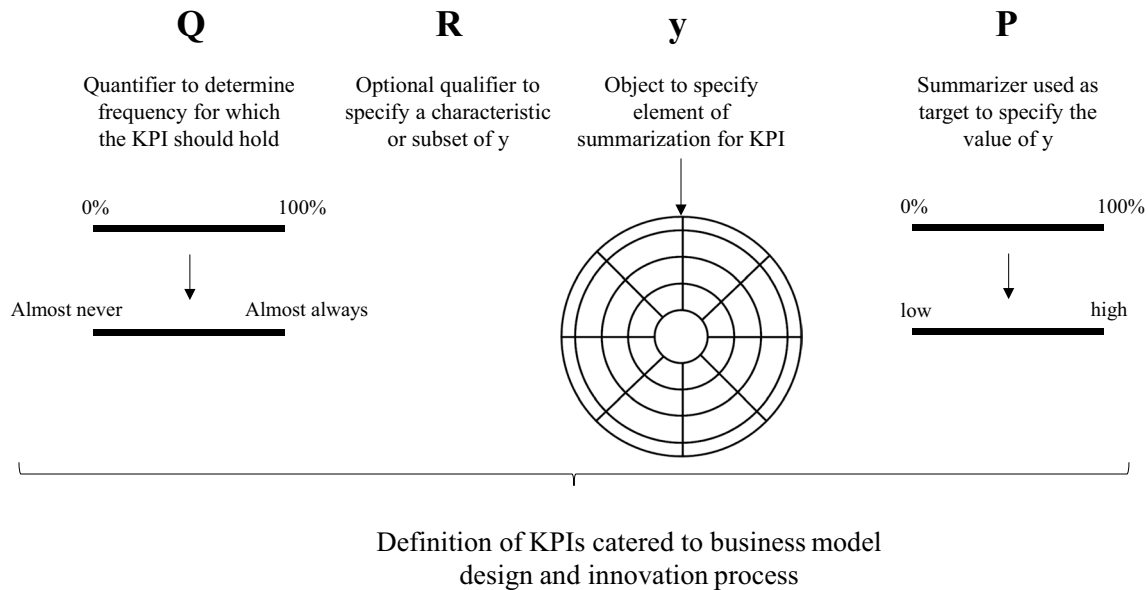 Q
R
y
P
Quantifier to determine
frequency for which
the KPI should hold
Optional qualifier to
specify a characteristic
or subset of y
Object to specify
element of
summarization for KPI
Summarizer used as
target to specify the
value of y
0% 100%
Almost never Almost always
0% 100%
low high
Definition of KPIs catered to business model
design and innovation process